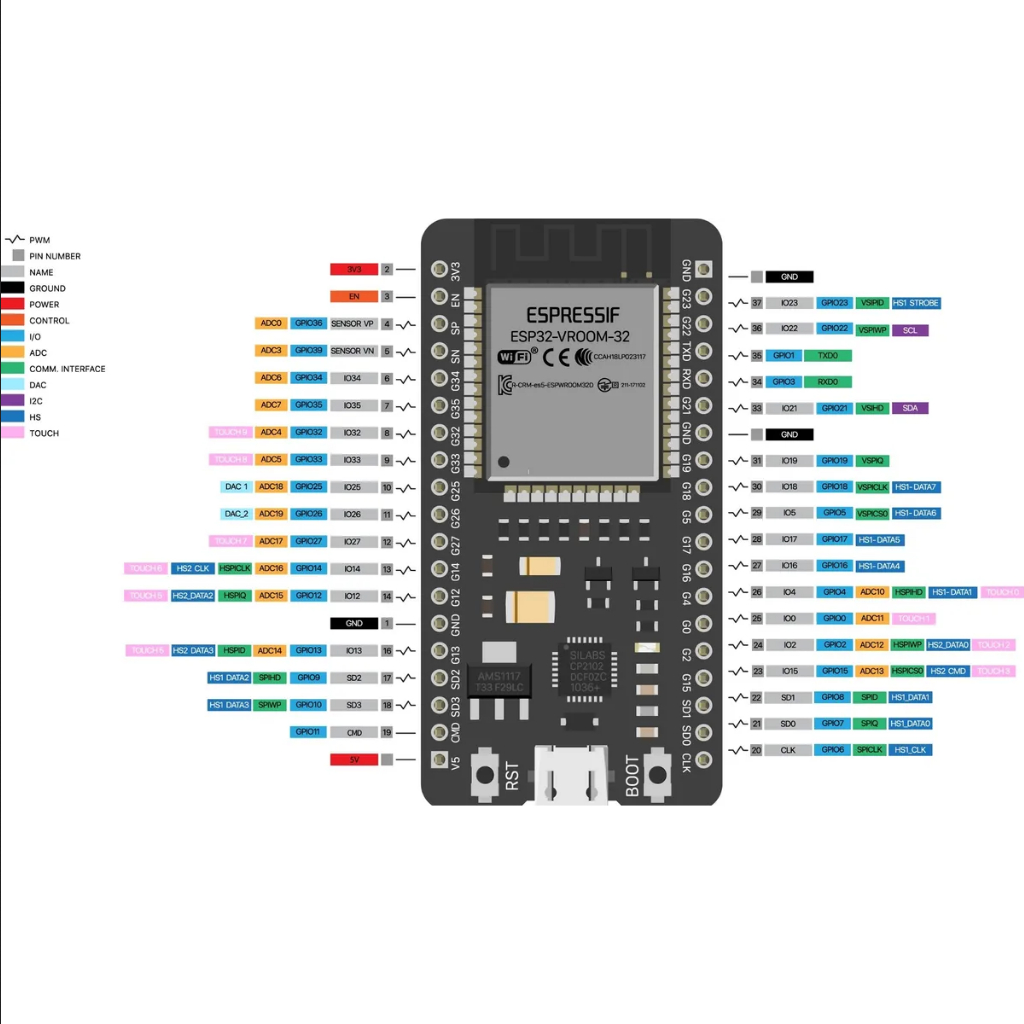 PWM
PIN NUMBER
NAME
GROUND
POWER
CONTROL
I/O
ADC
COMM. INTERFACE
DAC
I2C
HS
TOUCH
3V3 2
EN 3
ADC0 GPIO36 SENSOR VP 4
ADC3 GPIO39 SENSOR VN 5
ADC6 GPIO34 IO34 6
ADC7 GPIO35 IO35 7
TOUCH 9 ADC4 GPIO32 IO32 8
TOUCH 8 ADC5 GPIO33 IO33 9
DAC 1 ADC18 GPIO25 IO25 10
DAC_2 ADC19 GPIO26 IO26 11
TOUCH 7 ADC17 GPIO27 IO27 12
TOUCH 6 HS2 CLK HSPICLK ADC16 GPIO14 IO14 13
TOUCH 5 HS2_DATA2 HSPIQ ADC15 GPIO12 IO12 14
GND 1
TOUCH 5 HS2 DATA3 HSPID ADC14 GPIO13 IO13 16
HS1 DATA2 SPIHD GPIO9 SD2 17
HS1 DATA3 SPIWP GPIO10 SD3 18
GPIO11 CMD 19
5V
3V3
EN
SP
SN
G34
G35
G32
G33
G25
G26
G27
G14
G12
GND
G13
SD2
SD3
CMD
V5
ESPRESSIF
ESP32-VROOM-32
WiFi ® CE CCAH18LP023117
R-CRM-es5-ESPWROOM32D 211-171102
SILABS
CP2102
DCF0ZC
1036+
AMS1117
T33 F29LC
RST
BOOT
GND
G23
G22
TXD
RXD
G21
GND
G19
G18
G5
G17
G16
G4
G0
G2
G15
SD1
SD0
CLK
GND
37 IO23 GPIO23 VSIPID HS1 STROBE
36 IO22 GPIO22 VSPIWP SCL
35 GPIO1 TXD0
34 GPIO3 RXD0
33 IO21 GPIO21 VSIHD SDA
GND
31 IO19 GPIO19 VSPIQ
30 IO18 GPIO18 VSPICLK HS1-DATA7
29 IO5 GPIO5 VSPICS0 HS1-DATA6
28 IO17 GPIO17 HS1-DATA5
27 IO16 GPIO16 HS1-DATA4
26 IO4 GPIO4 ADC10 HSPIHD HS1-DATA1 TOUCH 0
25 IO0 GPIO0 ADC11 TOUCH 1
24 IO2 GPIO2 ADC12 HSPIWP HS2_DATA0 TOUCH 2
23 IO15 GPIO15 ADC13 HSPICS0 HS2 CMD
22 SD1 GPIO8 SPID HS1_DATA1
21 SD0 GPIO7 SPIQ HS1_DATA0
20 CLK GPIO6 SPICLK HS1_CLK